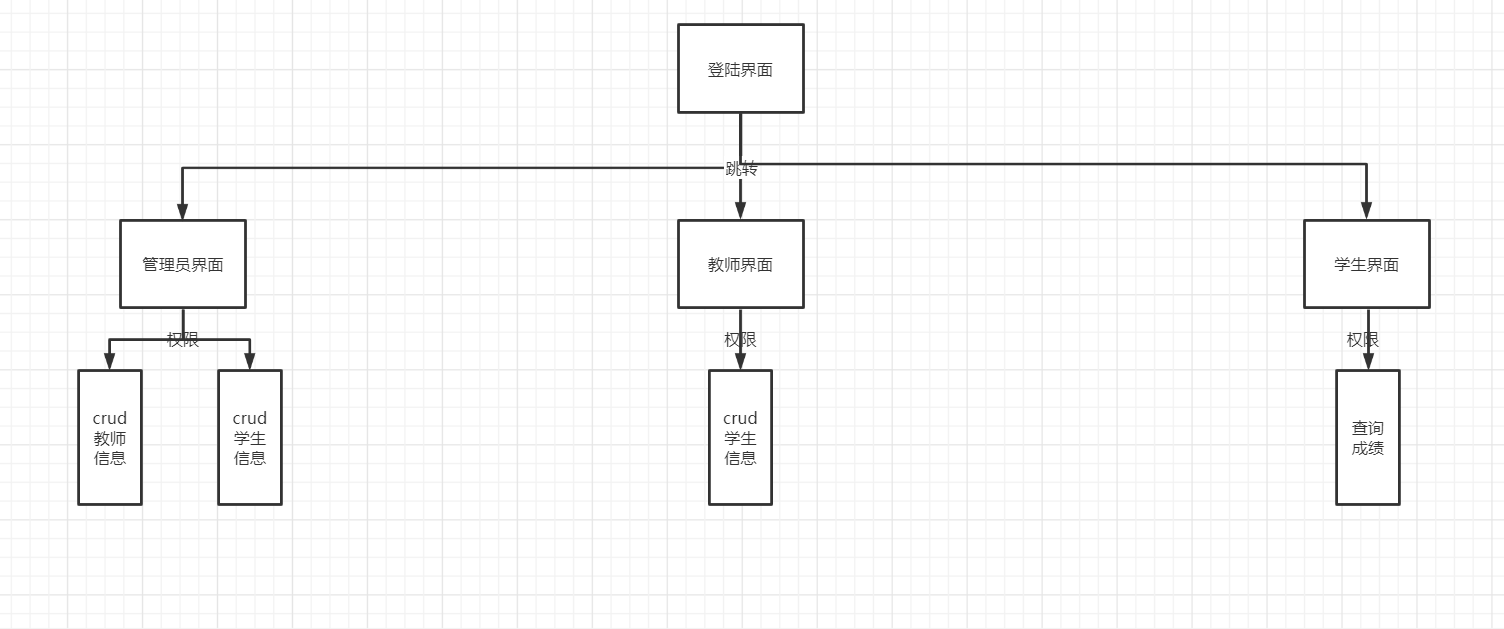 登陆界面
跳转
管理员界面
教师界面
学生界面
权限
权限
权限
crud
教师
信息
crud
学生
信息
crud
学生
信息
查询
成绩